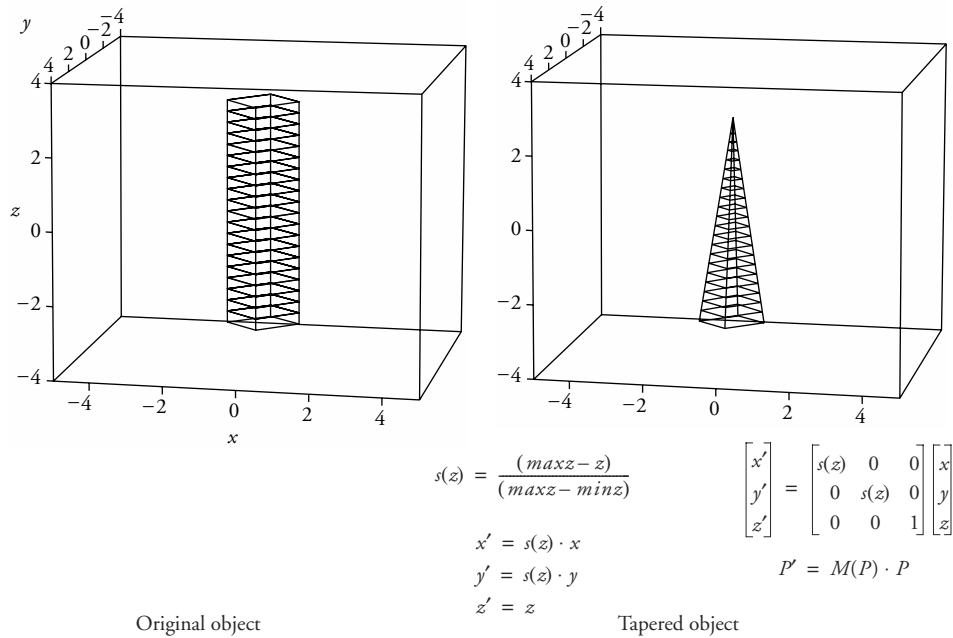 y
4 2 0 −2 −4
4
2
z
0
−2
−4
−4 −2 0 2 4
x
4 2 0 −2 −4
4
2
0
−2
−4
−4 −2 0 2 4
s(z) = (maxz − z) / (maxz − minz)
x′ = s(z) · x
y′ = s(z) · y
z′ = z
[x′] = [s(z) 0 0] [x]
[y′] [0 s(z) 0] [y]
[z′] [0 0 1] [z]
P′ = M(P) · P
Original object
Tapered object